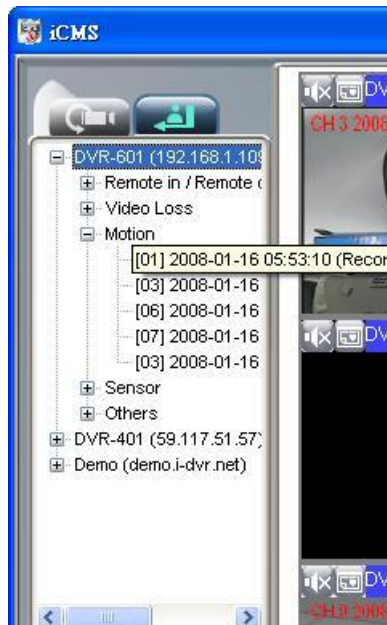 iCMS
DVR-601 (192.168.1.109
Remote in / Remote
Video Loss
Motion
[01] 2008-01-16 05:53:10 (Recor
[03] 2008-01-16
[06] 2008-01-16
[07] 2008-01-16
[03] 2008-01-16
Sensor
Others
DVR-401 (59.117.51.57)
Demo (demo.i-dvr.net)
DV
CH 3 2008
DV
DV
CH 9 2008